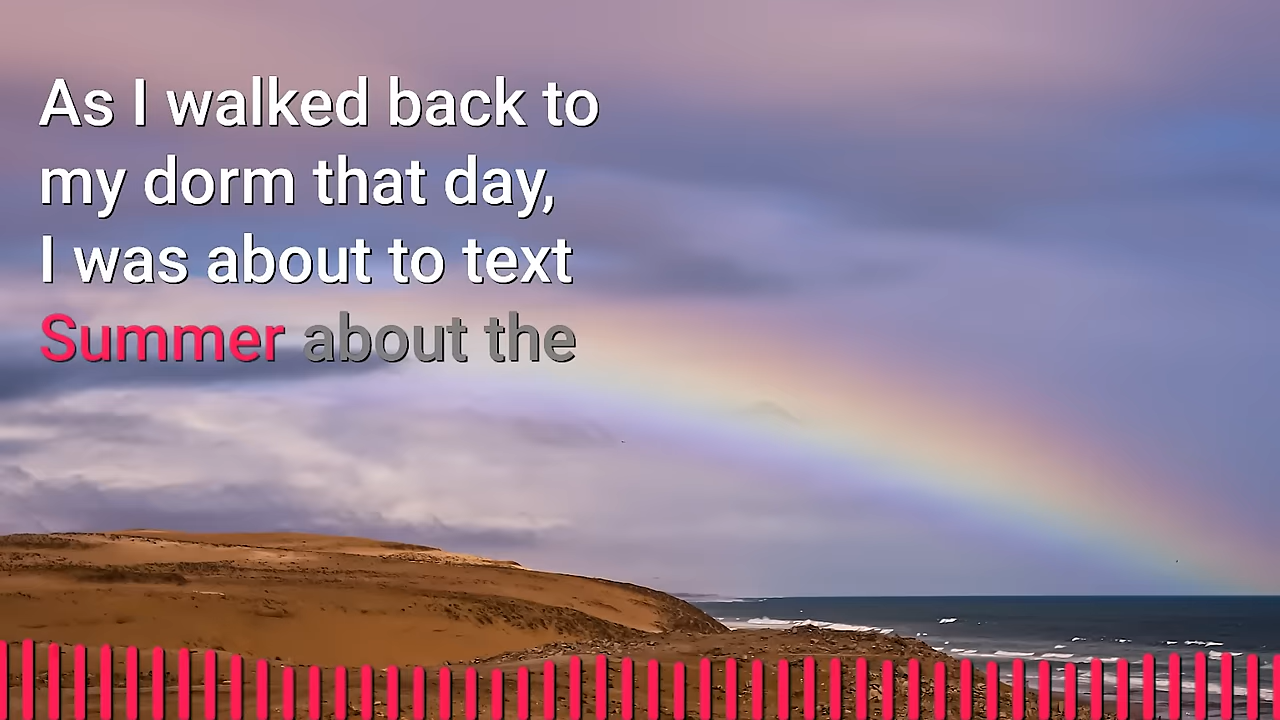 As I walked back to
my dorm that day,
I was about to text
Summer about the